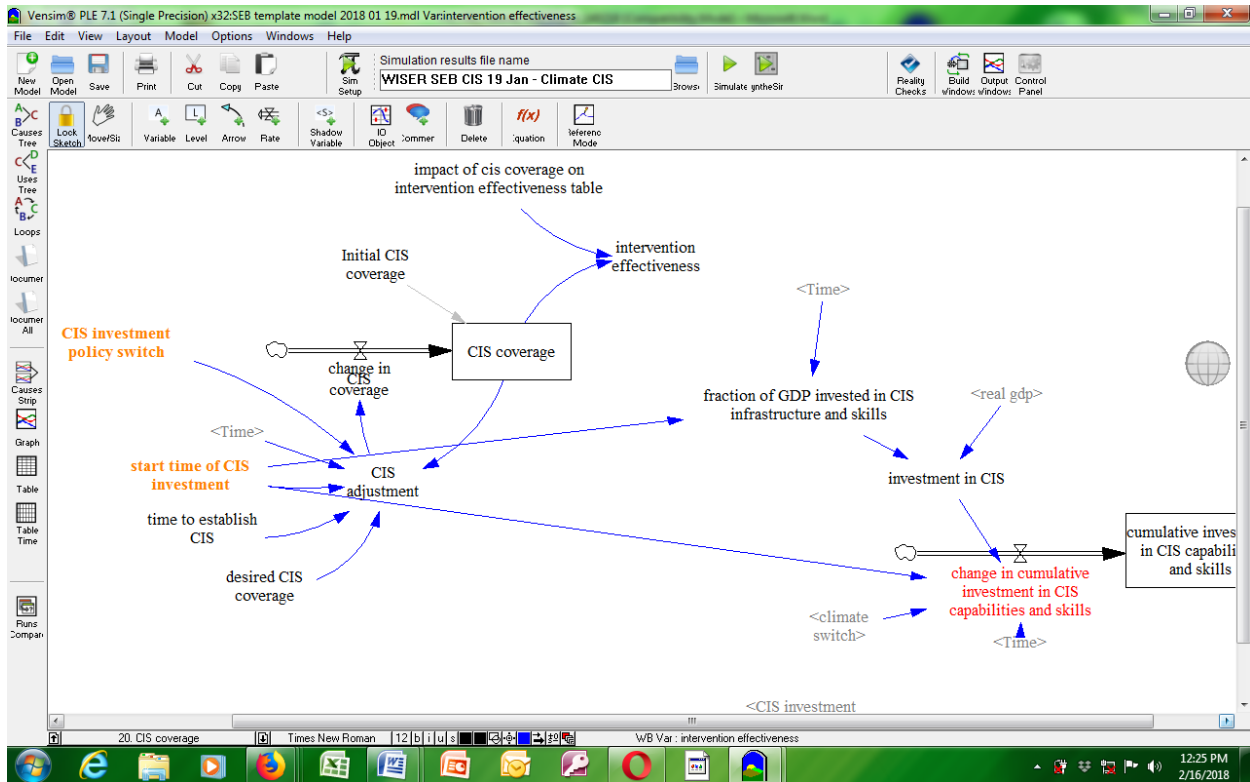 Vensim® PLE 7.1 (Single Precision) x32:SEB template model 2018 01 19.mdl Var:intervention effectiveness
File Edit View Layout Model Options Windows Help
New Model
Open Model
Save
Print
Cut
Copy
Paste
Sim Setup
Simulation results file name
WISER SEB CIS 19 Jan - Climate CIS
Brows
Simulate
Reality Checks
Build windows
Output windows
Control Panel
Causes Tree
Lock Sketch
Variable
Level
Arrow
Rate
Shadow Variable
IO Object
Delete
f(x)
Mode
Uses Tree
Loops
All
Causes Strip
Graph
Table
Table Time
Runs
impact of cis coverage on
intervention effectiveness table
intervention
effectiveness
Initial CIS
coverage
<Time>
CIS investment
policy switch
CIS coverage
change in
CIS
coverage
fraction of GDP invested in CIS
infrastructure and skills
<real gdp>
<Time>
start time of CIS
investment
CIS
adjustment
investment in CIS
time to establish
CIS
cumulative inves
in CIS capabili
and skills
desired CIS
coverage
change in cumulative
investment in CIS
capabilities and skills
<climate
switch>
<Time>
<CIS investment
20. CIS coverage
Times New Roman
12 b i u s
WB Var : intervention effectiveness
12:25 PM
2/16/2018